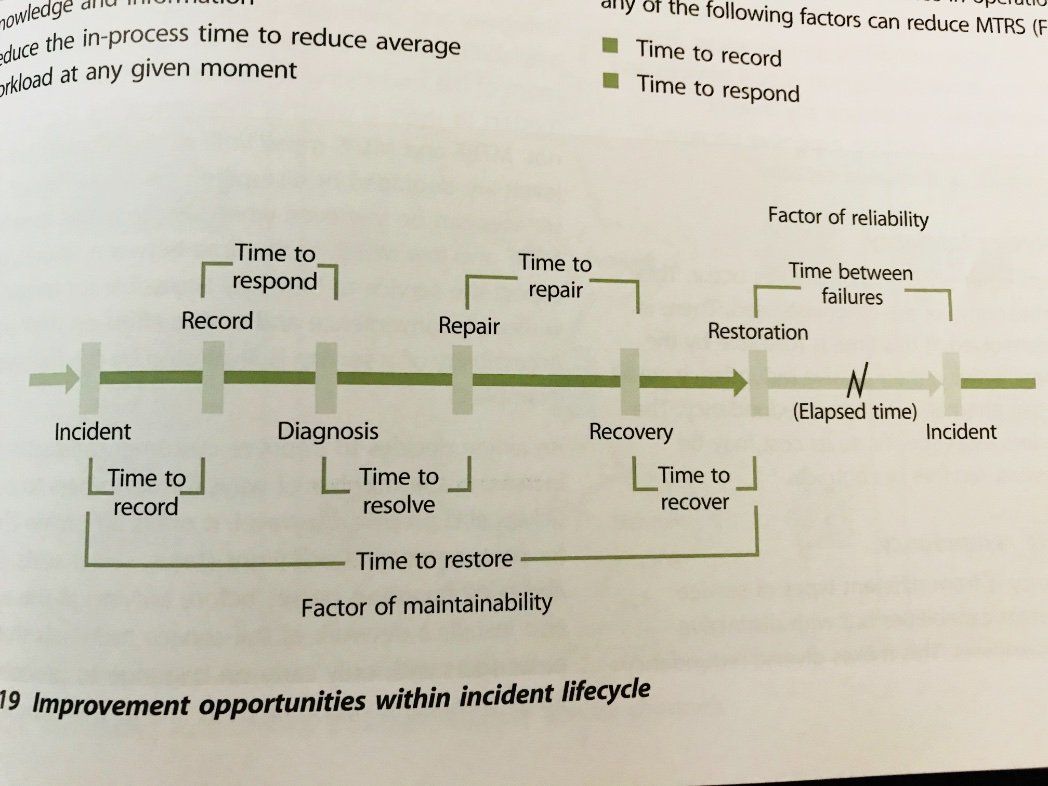 knowledge and information
reduce the in-process time to reduce average
workload at any given moment
any of the following factors can reduce MTRS (F
Time to record
Time to respond
Factor of reliability
Time to
respond
Time to
repair
Time between
failures
Record
Repair
Restoration
N
(Elapsed time)
Incident
Diagnosis
Recovery
Incident
Time to
record
Time to
resolve
Time to
recover
Time to restore
Factor of maintainability
19 Improvement opportunities within incident lifecycle